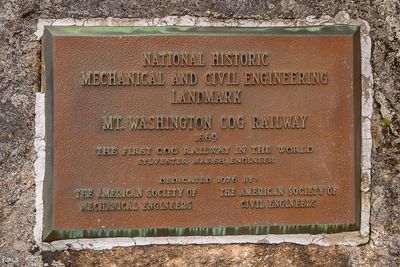 NATIONAL HISTORIC
MECHANICAL AND CIVIL ENGINEERING
LANDMARK
MT. WASHINGTON COG RAILWAY
1869
THE FIRST COG RAILWAY IN THE WORLD
SYLVESTER MARSH, ENGINEER
DEDICATED 1976 BY:
THE AMERICAN SOCIETY OF
MECHANICAL ENGINEERS
THE AMERICAN SOCIETY OF
CIVIL ENGINEERS